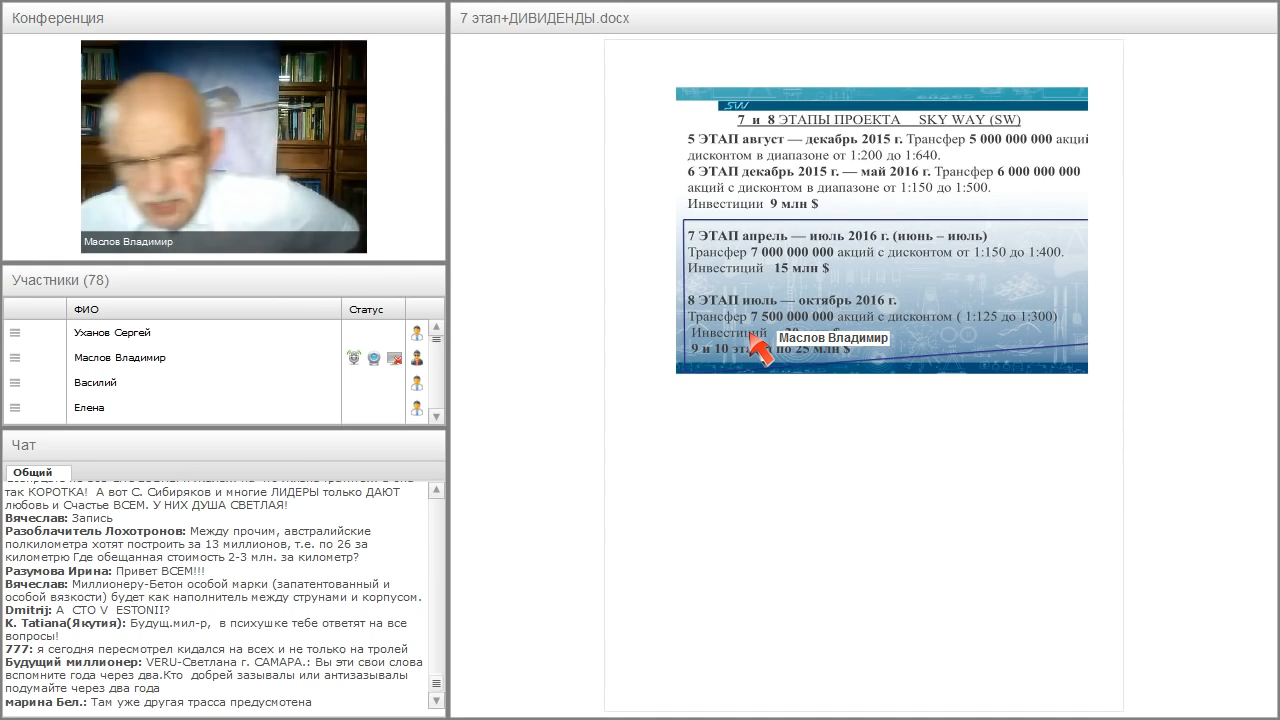 Конференция
Маслов Владимир
Участники (78)
ФИО Статус
Уханов Сергей
Маслов Владимир
Василий
Елена
Чат
Общий
так КОРОТКА! А вот С. Сибиряков и многие ЛИДЕРЫ только ДАЮТ
любовь и Счастье ВСЕМ. У НИХ ДУША СВЕТЛАЯ!
Вячеслав: Запись
Разоблачитель Лохотронов: Между прочим, австралийские
полкилометра хотят построить за 13 миллионов, т.е. по 26 за
километрю Где обещанная стоимость 2-3 млн. за километр?
Разумова Ирина: Привет ВСЕМ!!!
Вячеслав: Миллионеру-Бетон особой марки (запатентованный и
особой вязкости) будет как наполнитель между струнами и корпусом.
Dmitrij: A CTO V ESTONII?
K. Tatiana(Якутия): Будущ.мил-р, в психушке тебе ответят на все
вопросы!
777: я сегодня пересмотрел кидался на всех и не только на тролей
Будущий миллионер: VERU-Светлана г. САМАРА.: Вы эти свои слова
вспомните года через два.Кто добрей зазывалы или антизазывалы
подумайте через два года
марина Бел.: Там уже другая трасса предусмотена
7 этап+ДИВИДЕНДЫ.docx
SW
7 и 8 ЭТАПЫ ПРОЕКТА SKY WAY (SW)
5 ЭТАП август — декабрь 2015 г. Трансфер 5 000 000 000 акций
дисконтом в диапазоне от 1:200 до 1:640.
6 ЭТАП декабрь 2015 г. — май 2016 г. Трансфер 6 000 000 000
акций с дисконтом в диапазоне от 1:150 до 1:500.
Инвестиции 9 млн $
7 ЭТАП апрель — июль 2016 г. (июнь – июль)
Трансфер 7 000 000 000 акций с дисконтом от 1:150 до 1:400.
Инвестиций 15 млн $
8 ЭТАП июль — октябрь 2016 г.
Трансфер 7 500 000 000 акций с дисконтом ( 1:125 до 1:300)
Инвестиций
Маслов Владимир
9 и 10 этапа по 25 млн $